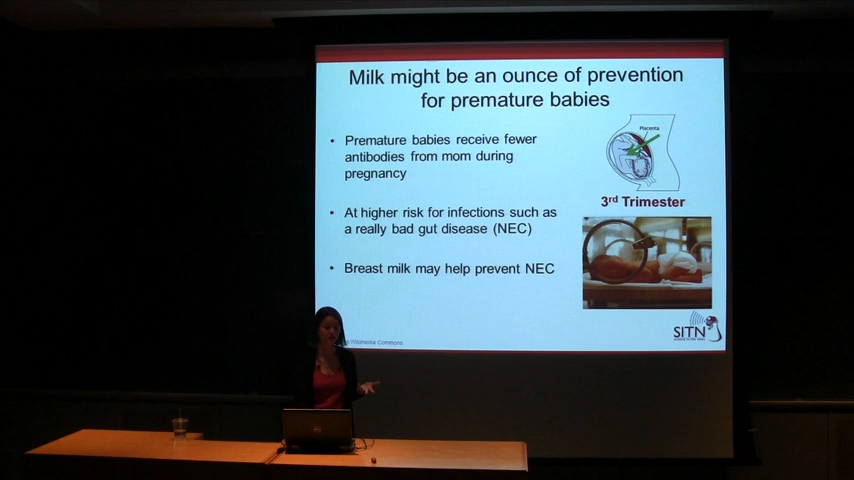 Milk might be an ounce of prevention
for premature babies
• Premature babies receive fewer
antibodies from mom during
pregnancy
• At higher risk for infections such as
a really bad gut disease (NEC)
• Breast milk may help prevent NEC
Placenta
3rd Trimester
SITN
Wikimedia Commons